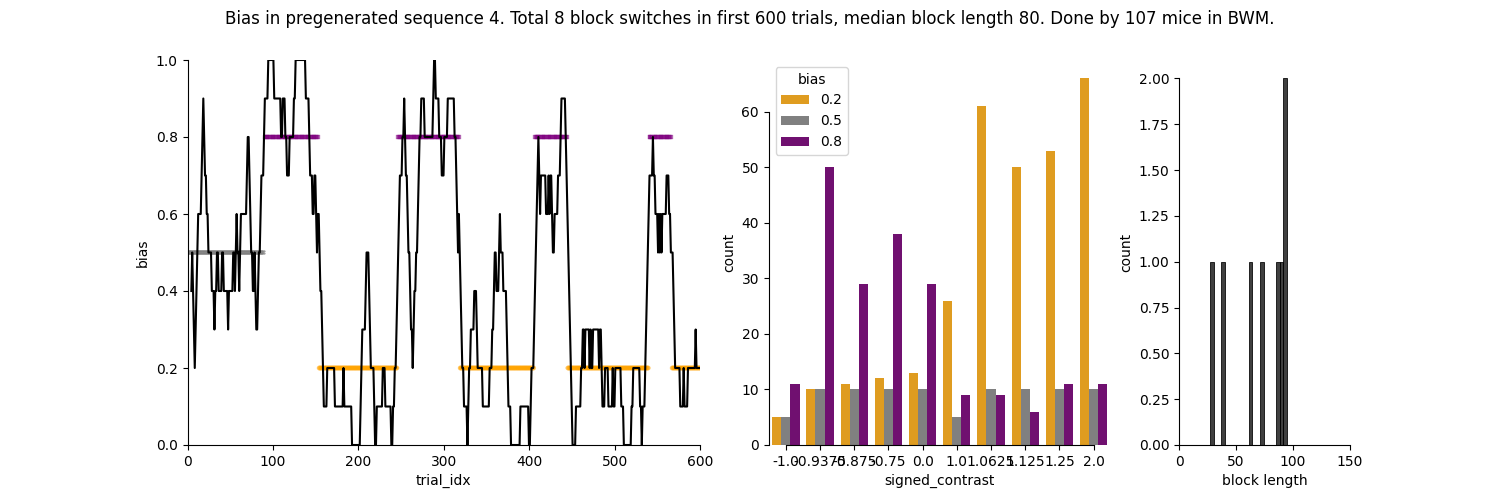 Bias in pregenerated sequence 4. Total 8 block switches in first 600 trials, median block length 80. Done by 107 mice in BWM.
1.0
0.8
0.6
0.4
0.2
0.0
bias
0 100 200 300 400 500 600
trial_idx
bias
0.2
0.5
0.8
60
50
40
30
20
10
0
count
-1.0 -0.9375 -0.875 -0.75 0.0 1.0 1.0625 1.125 1.25 2.0
signed_contrast
2.00
1.75
1.50
1.25
1.00
0.75
0.50
0.25
0.00
count
0 50 100 150
block length